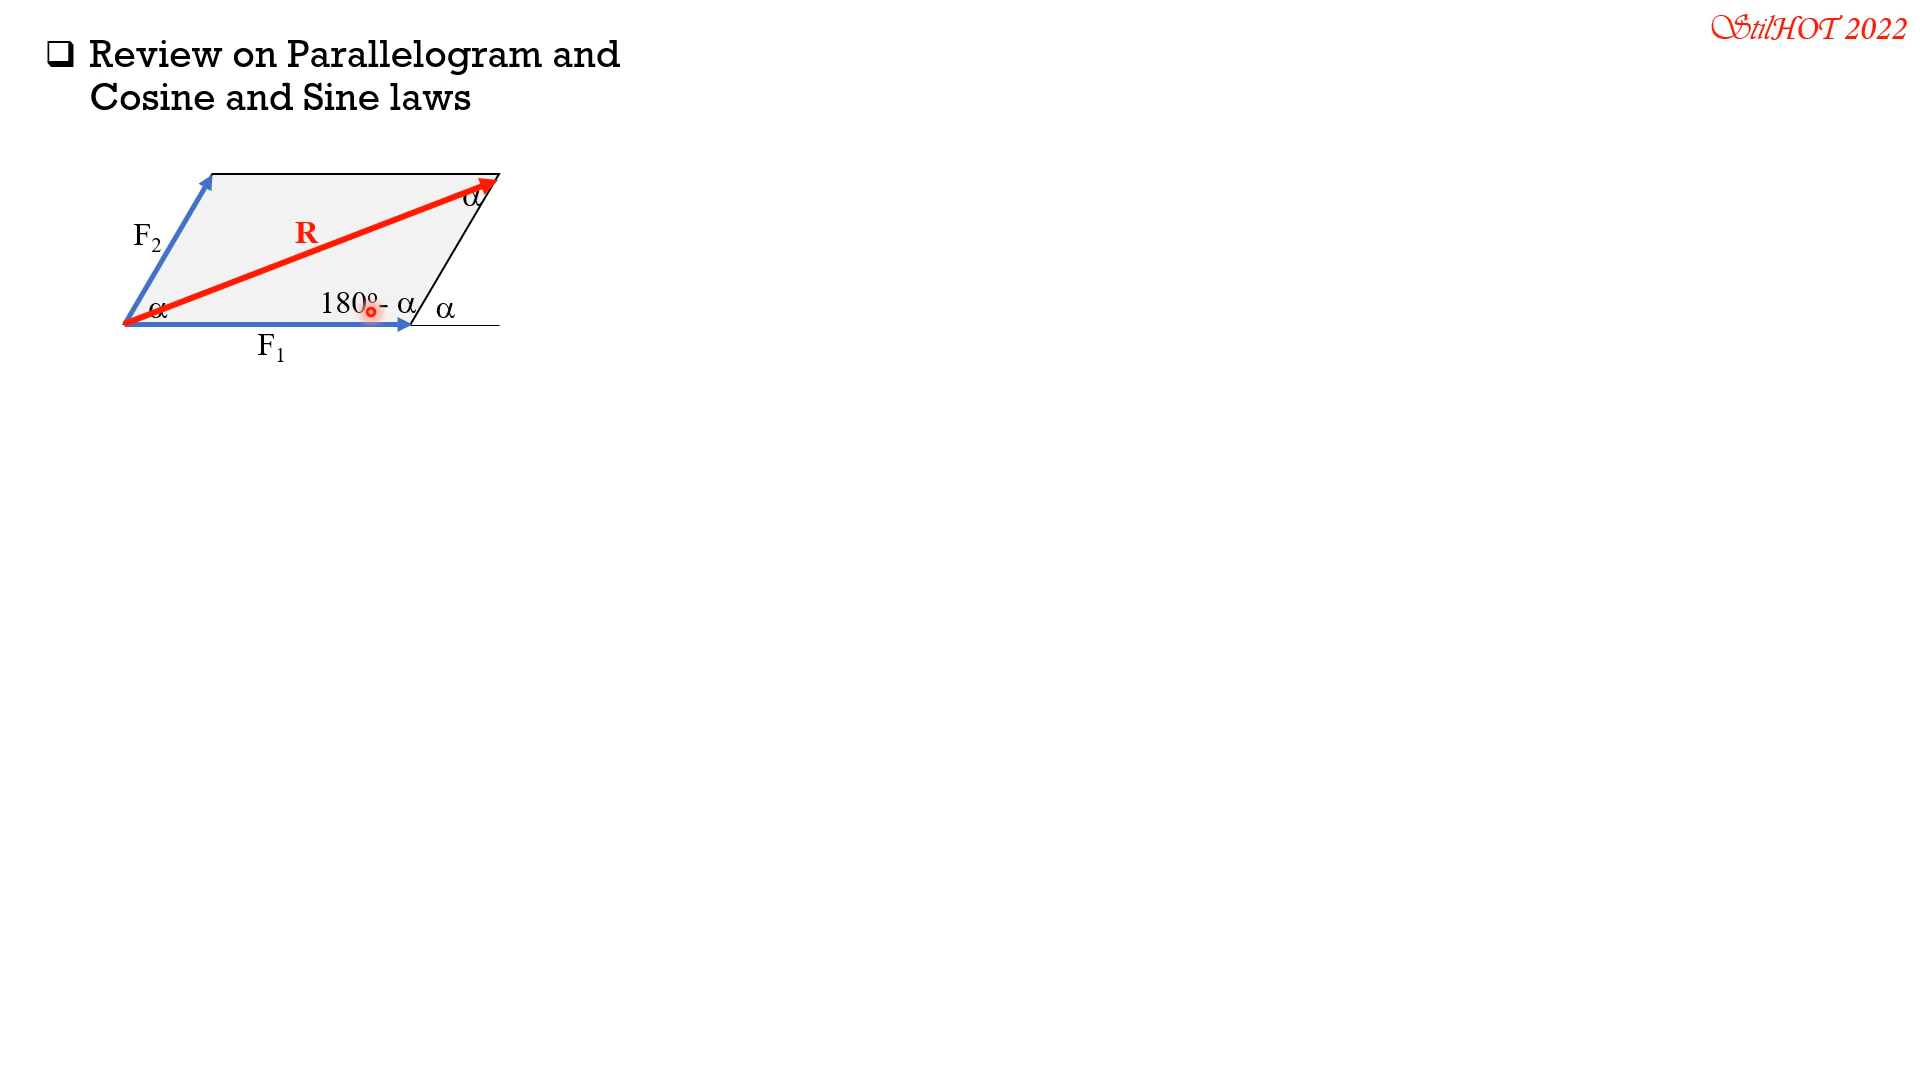 StilHOT 2022
❑ Review on Parallelogram and
Cosine and Sine laws
α
R
F₂
180º- α
α
α
F₁